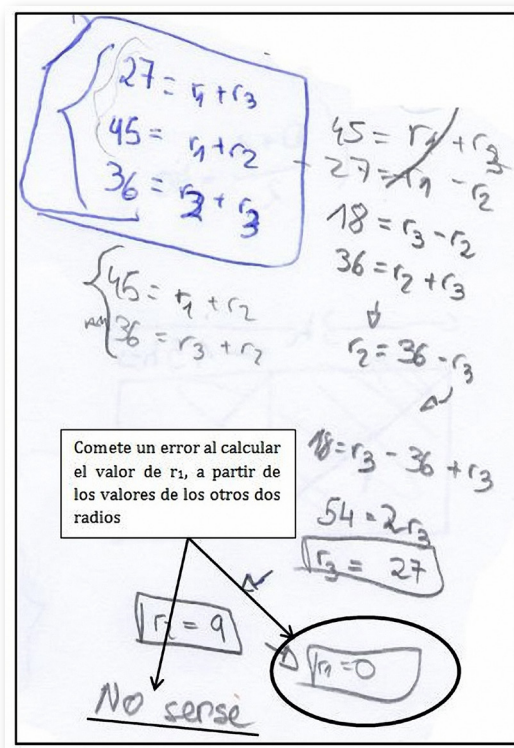 27 = r₁ + r₃
45 = r₁ + r₂
36 = r₂ + r₃
45 = r₁ + r₂
36 = r₃ + r₂
45 = r₁ + r₃
27 = r₁ - r₂
18 = r₃ - r₂
36 = r₂ + r₃
r₂ = 36 - r₃
18 = r₃ - 36 + r₃
54 = 2r₃
r₃ = 27
Comete un error al calcular
el valor de r₁, a partir de
los valores de los otros dos
radios
r₂ = 9
r₁ = 0
No sense